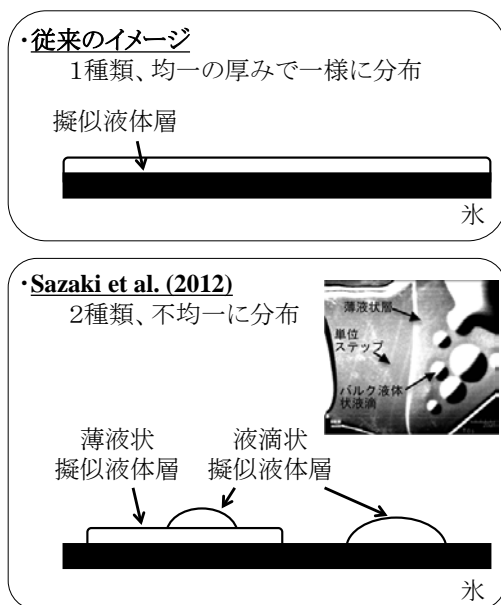 ・従来のイメージ
1種類、均一の厚みで一様に分布
擬似液体層
氷
・Sazaki et al. (2012)
2種類、不均一に分布
薄液状層
単位
ステップ
バルク液体
状液滴
薄液状
擬似液体層
液滴状
擬似液体層
氷